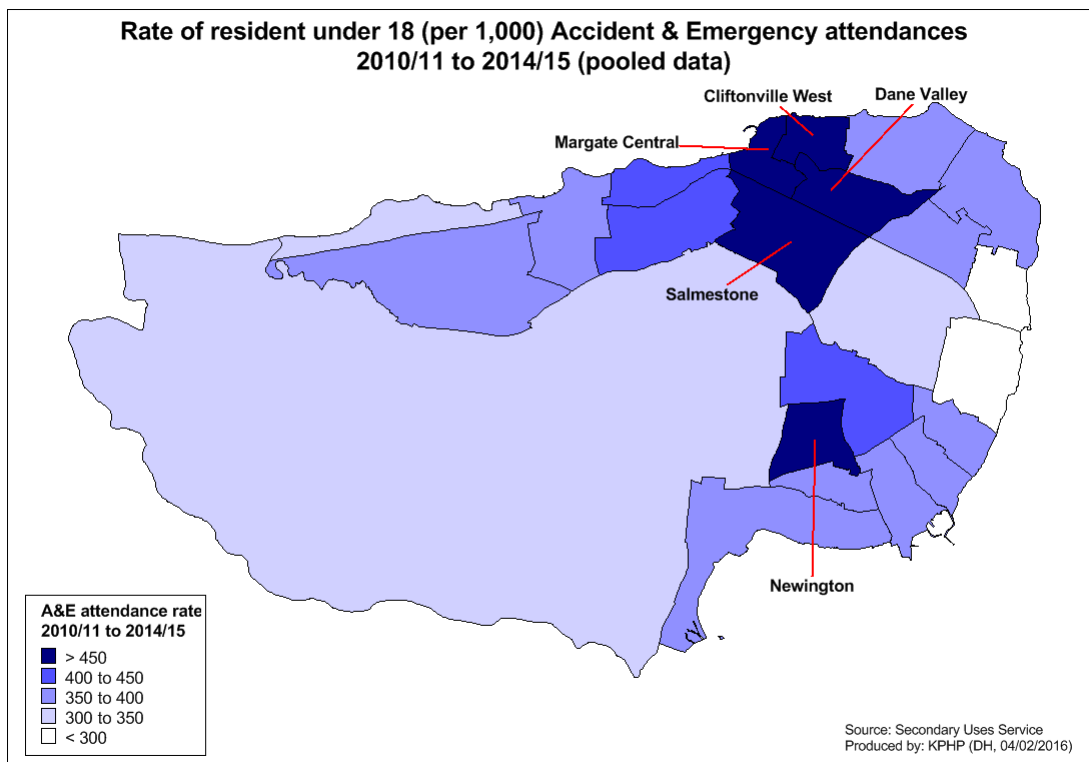 Rate of resident under 18 (per 1,000) Accident & Emergency attendances
2010/11 to 2014/15 (pooled data)
Cliftonville West
Dane Valley
Margate Central
Salmestone
Newington
A&E attendance rate
2010/11 to 2014/15
> 450
400 to 450
350 to 400
300 to 350
< 300
Source: Secondary Uses Service
Produced by: KPHP (DH, 04/02/2016)